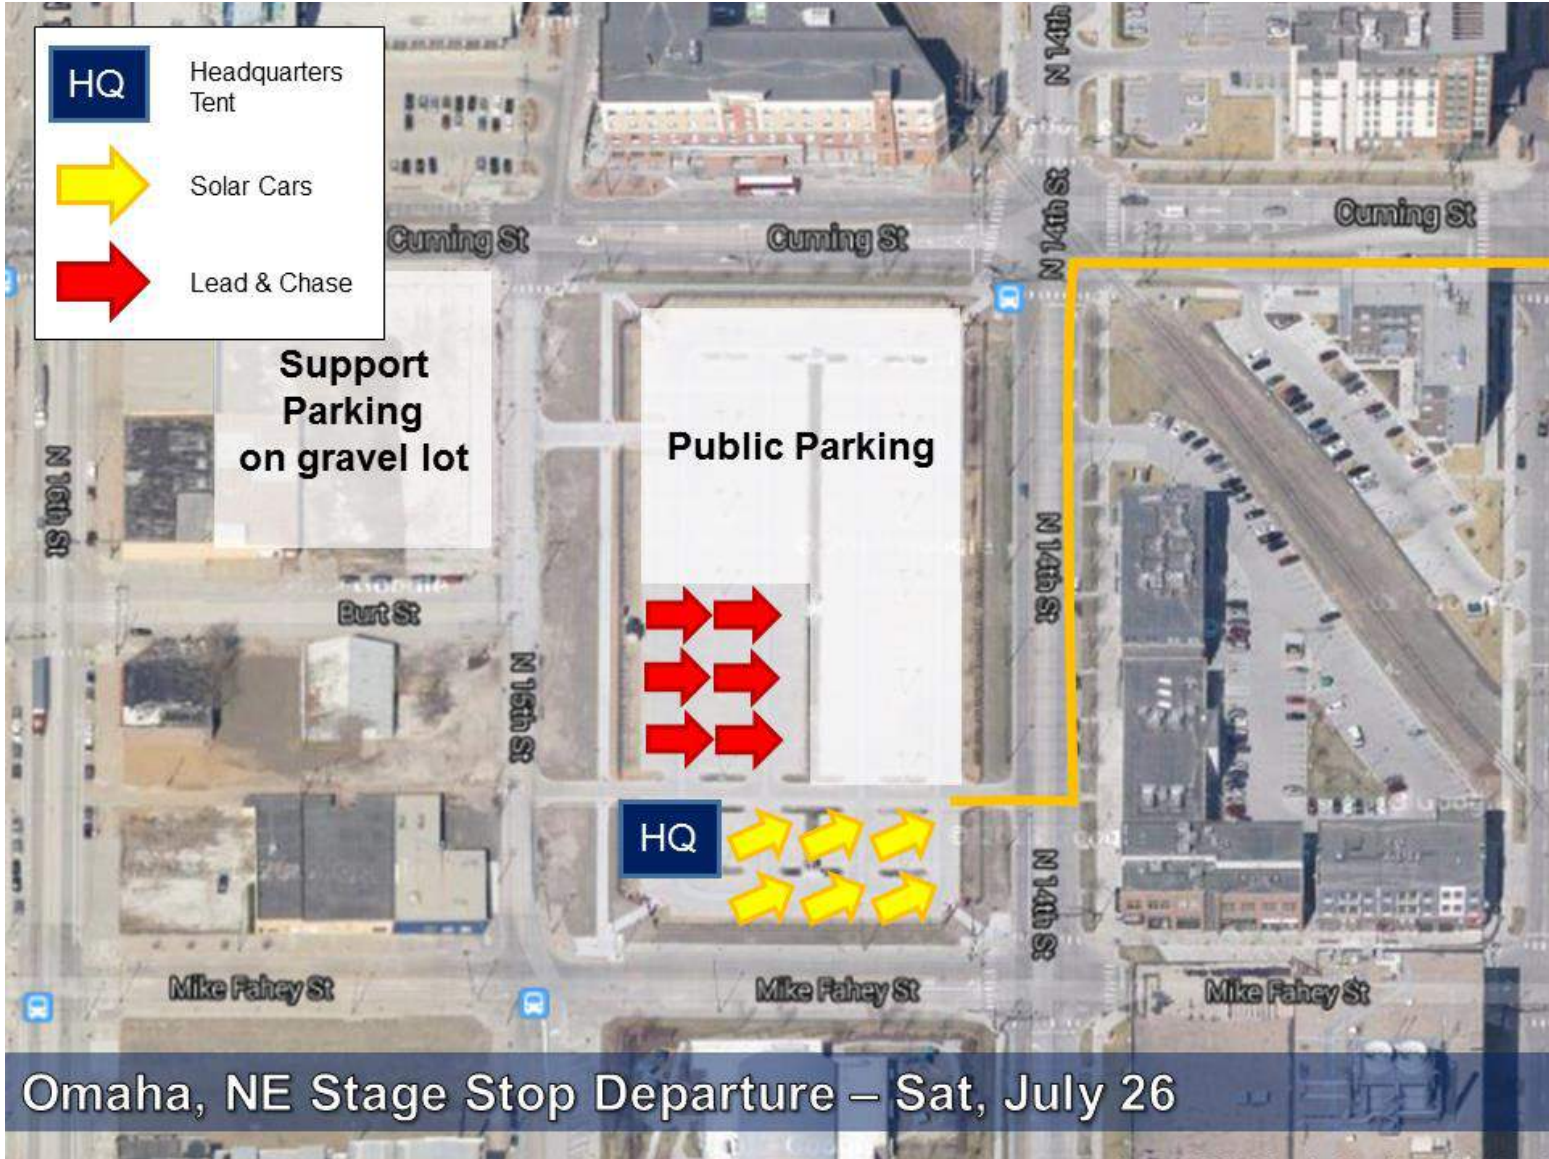 HQ
Headquarters
Tent
Solar Cars
Lead & Chase
N 14th
N 14th St
Cuming St
Cuming St
Cuming St
Support
Parking
on gravel lot
Public Parking
N 16th St
N 14th St
Burt St
N 15th St
HQ
N 14th St
Mike Fahey St
Mike Fahey St
Mike Fahey St
Omaha, NE Stage Stop Departure – Sat, July 26